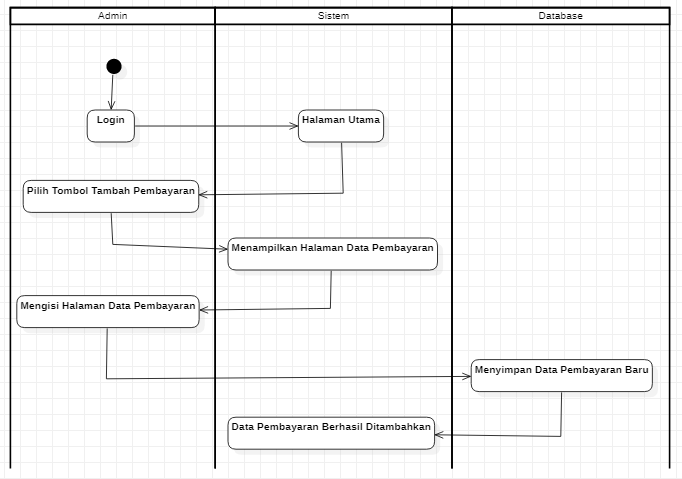 Admin
Sistem
Database
Login
Halaman Utama
Pilih Tombol Tambah Pembayaran
Menampilkan Halaman Data Pembayaran
Mengisi Halaman Data Pembayaran
Menyimpan Data Pembayaran Baru
Data Pembayaran Berhasil Ditambahkan